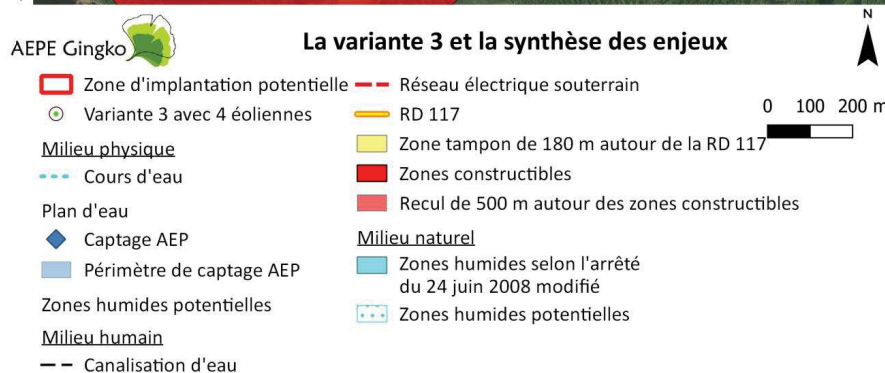 N
AEPE Gingko
La variante 3 et la synthèse des enjeux
Zone d'implantation potentielle
Variante 3 avec 4 éoliennes
Milieu physique
Cours d'eau
Plan d'eau
Captage AEP
Périmètre de captage AEP
Zones humides potentielles
Milieu humain
Canalisation d'eau
Réseau électrique souterrain
RD 117
Zone tampon de 180 m autour de la RD 117
Zones constructibles
Recul de 500 m autour des zones constructibles
Milieu naturel
Zones humides selon l'arrêté
du 24 juin 2008 modifié
Zones humides potentielles
0 100 200 m